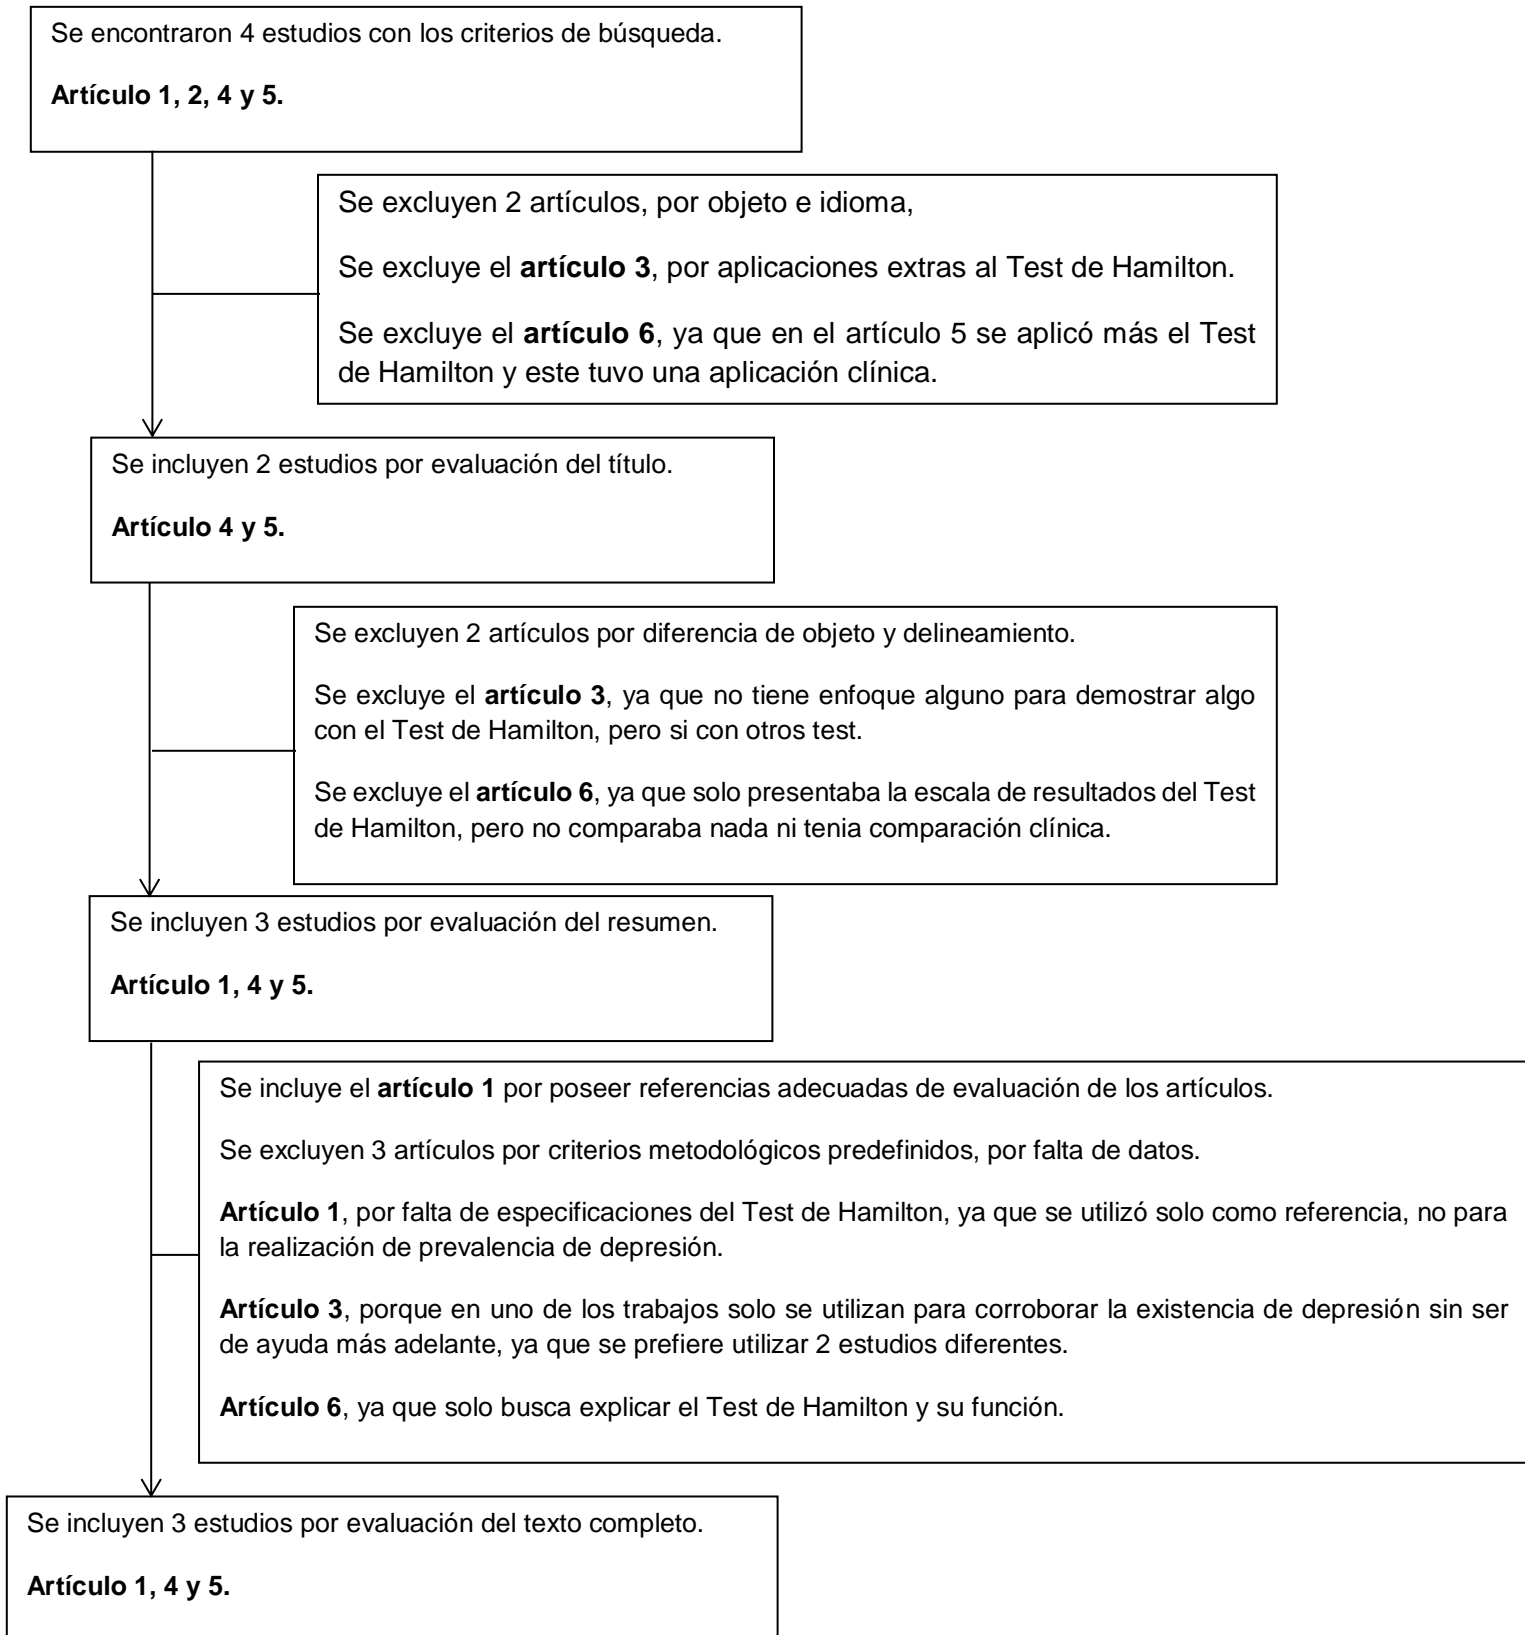 Se encontraron 4 estudios con los criterios de búsqueda.
Artículo 1, 2, 4 y 5.
Se excluyen 2 artículos, por objeto e idioma,
Se excluye el artículo 3, por aplicaciones extras al Test de Hamilton.
Se excluye el artículo 6, ya que en el artículo 5 se aplicó más el Test
de Hamilton y este tuvo una aplicación clínica.
Se incluyen 2 estudios por evaluación del título.
Artículo 4 y 5.
Se excluyen 2 artículos por diferencia de objeto y delineamiento.
Se excluye el artículo 3, ya que no tiene enfoque alguno para demostrar algo
con el Test de Hamilton, pero si con otros test.
Se excluye el artículo 6, ya que solo presentaba la escala de resultados del Test
de Hamilton, pero no comparaba nada ni tenia comparación clínica.
Se incluyen 3 estudios por evaluación del resumen.
Artículo 1, 4 y 5.
Se incluye el artículo 1 por poseer referencias adecuadas de evaluación de los artículos.
Se excluyen 3 artículos por criterios metodológicos predefinidos, por falta de datos.
Artículo 1, por falta de especificaciones del Test de Hamilton, ya que se utilizó solo como referencia, no para
la realización de prevalencia de depresión.
Artículo 3, porque en uno de los trabajos solo se utilizan para corroborar la existencia de depresión sin ser
de ayuda más adelante, ya que se prefiere utilizar 2 estudios diferentes.
Artículo 6, ya que solo busca explicar el Test de Hamilton y su función.
Se incluyen 3 estudios por evaluación del texto completo.
Artículo 1, 4 y 5.